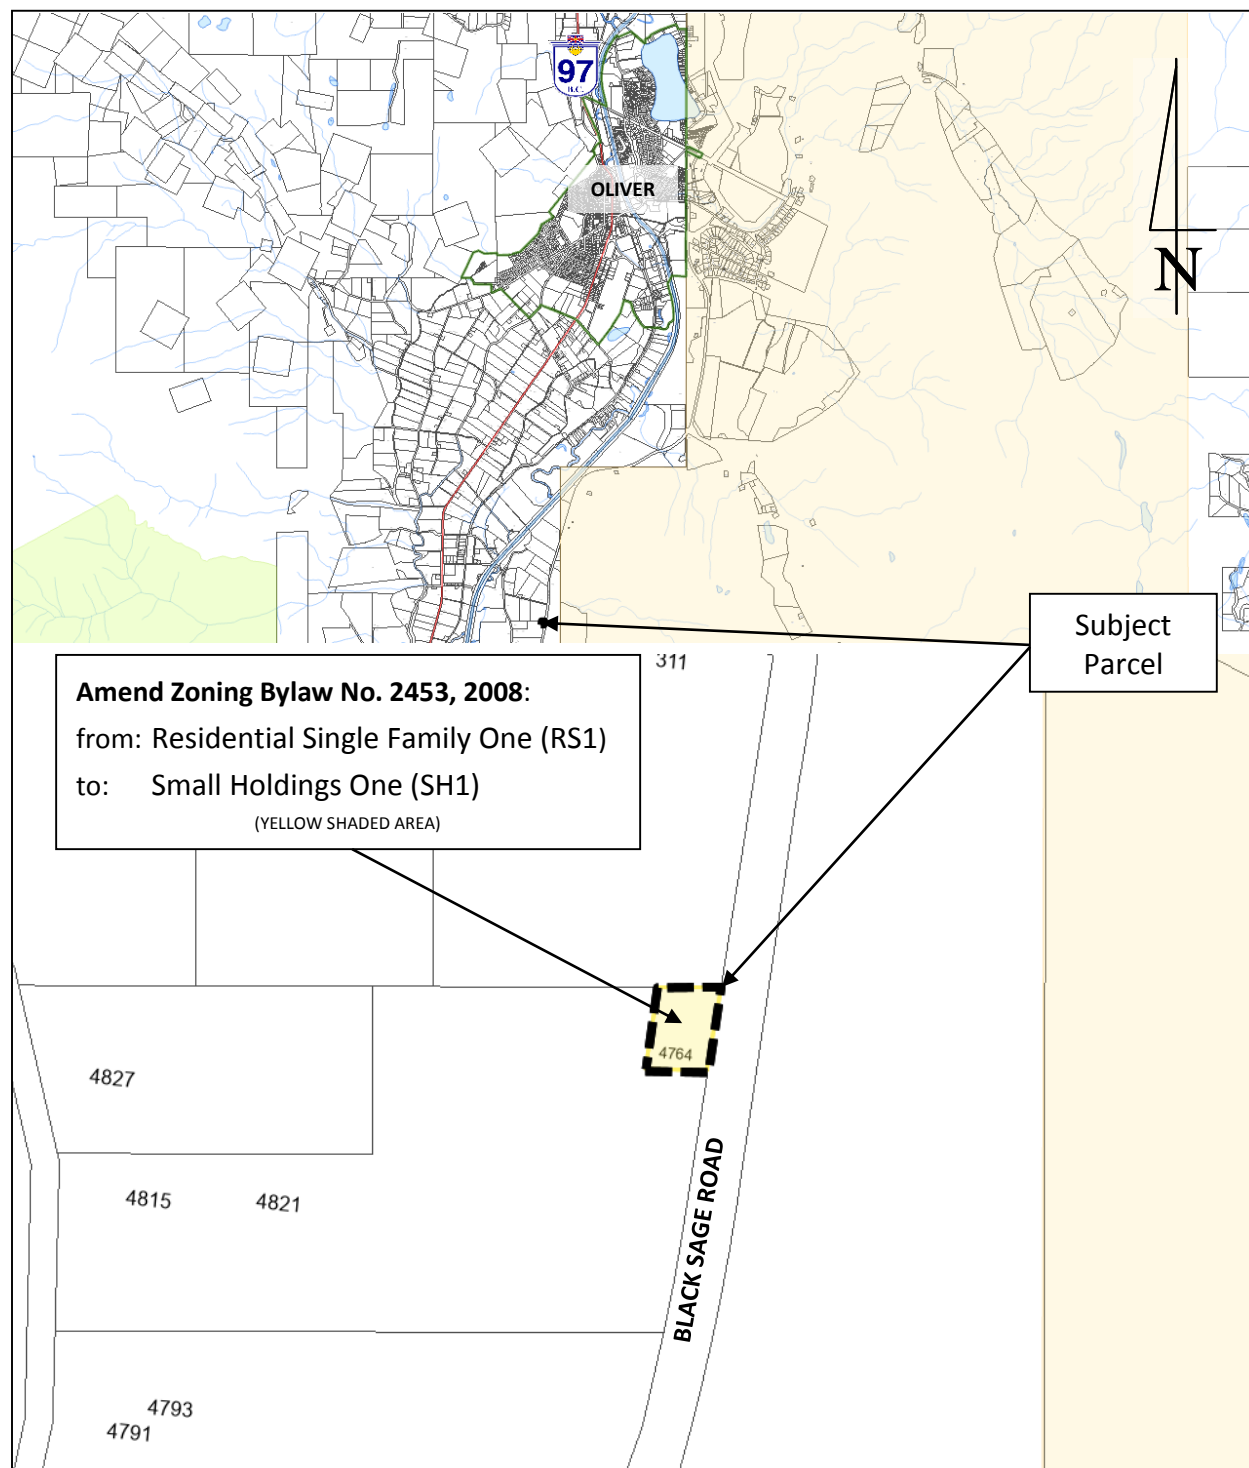 97
B.C.
OLIVER
N
Subject
Parcel
311
Amend Zoning Bylaw No. 2453, 2008:
from: Residential Single Family One (RS1)
to: Small Holdings One (SH1)
(YELLOW SHADED AREA)
4764
4827
4815
4821
BLACK SAGE ROAD
4793
4791